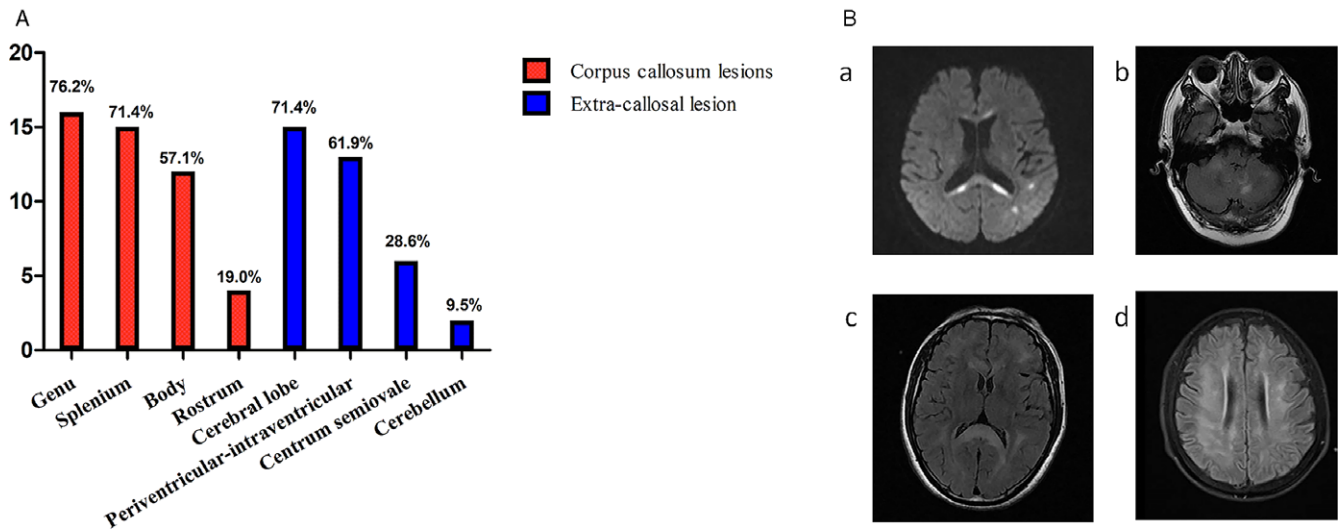 A
20
15
10
5
0
76.2%
71.4%
57.1%
19.0%
71.4%
61.9%
28.6%
9.5%
Genu
Splenium
Body
Rostrum
Cerebral lobe
Periventricular-intraventricular
Centrum semiovale
Cerebellum
Corpus callosum lesions
Extra-callosal lesion
B
a
b
c
d